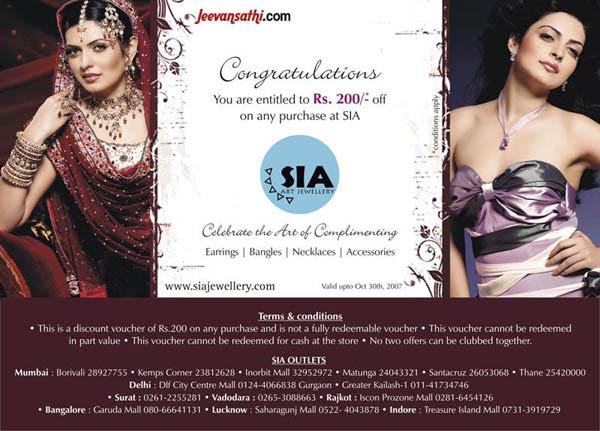 Jeevansathi.com
Congratulations
You are entitled to Rs. 200/-* off
on any purchase at SIA
*conditions apply
SIA
ART JEWELLERY
Celebrate the Art of Complimenting
Earrings | Bangles | Necklaces | Accessories
www.siajewellery.com
Valid upto Oct 30th, 2007
Terms & conditions
• This is a discount voucher of Rs.200 on any purchase and is not a fully redeemable voucher • This voucher cannot be redeemed
in part value • This voucher cannot be redeemed for cash at the store • No two offers can be clubbed together.
SIA OUTLETS
Mumbai : Borivali 28927755 • Kemps Corner 23812628 • Inorbit Mall 32952972 • Matunga 24043321 • Santacruz 26053068 • Thane 25420000
Delhi : Dlf City Centre Mall 0124-4066838 Gurgaon • Greater Kailash-1 011-41734746
• Surat : 0261-2255281 • Vadodara : 0265-3088663 • Rajkot : Iscon Prozone Mall 0281-6454126
• Bangalore : Garuda Mall 080-66641131 • Lucknow : Saharagunj Mall 0522- 4043878 • Indore : Treasure Island Mall 0731-3919729